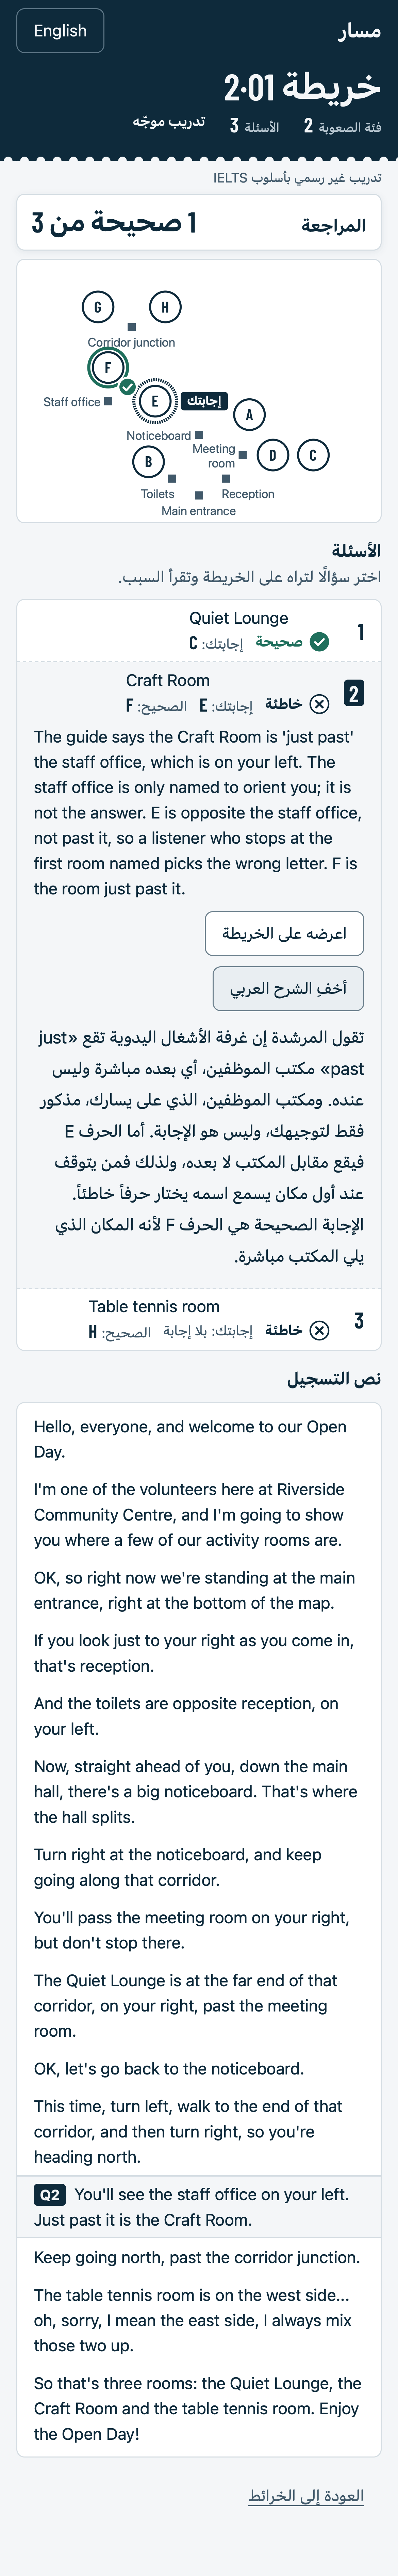 مسار
English
خريطة 2·01
فئة الصعوبة 2 الأسئلة 3 تدريب موجّه
تدريب غير رسمي بأسلوب IELTS
المراجعة
1 صحيحة من 3
G
H
Corridor junction
F
Staff office
E
إجابتك
A
Noticeboard
Meeting
room
B
D
C
Toilets
Reception
Main entrance
الأسئلة
اختر سؤالًا لتراه على الخريطة وتقرأ السبب.
1
Quiet Lounge
صحيحة إجابتك: C
2
Craft Room
خاطئة إجابتك: E الصحيح: F
The guide says the Craft Room is 'just past'
the staff office, which is on your left. The
staff office is only named to orient you; it is
not the answer. E is opposite the staff office,
not past it, so a listener who stops at the
first room named picks the wrong letter. F is
the room just past it.
اعرضه على الخريطة
أخفِ الشرح العربي
تقول المرشدة إن غرفة الأشغال اليدوية تقع «just
past» مكتب الموظفين، أي بعده مباشرة وليس
عنده. ومكتب الموظفين، الذي على يسارك، مذكور
فقط لتوجيهك، وليس هو الإجابة. أما الحرف E
فيقع مقابل المكتب لا بعده، ولذلك فمن يتوقف
عند أول مكان يسمع اسمه يختار حرفاً خاطئاً.
الإجابة الصحيحة هي الحرف F لأنه المكان الذي
يلي المكتب مباشرة.
3
Table tennis room
خاطئة إجابتك: بلا إجابة الصحيح: H
نص التسجيل
Hello, everyone, and welcome to our Open
Day.
I'm one of the volunteers here at Riverside
Community Centre, and I'm going to show
you where a few of our activity rooms are.
OK, so right now we're standing at the main
entrance, right at the bottom of the map.
If you look just to your right as you come in,
that's reception.
And the toilets are opposite reception, on
your left.
Now, straight ahead of you, down the main
hall, there's a big noticeboard. That's where
the hall splits.
Turn right at the noticeboard, and keep
going along that corridor.
You'll pass the meeting room on your right,
but don't stop there.
The Quiet Lounge is at the far end of that
corridor, on your right, past the meeting
room.
OK, let's go back to the noticeboard.
This time, turn left, walk to the end of that
corridor, and then turn right, so you're
heading north.
Q2 You'll see the staff office on your left.
Just past it is the Craft Room.
Keep going north, past the corridor junction.
The table tennis room is on the west side...
oh, sorry, I mean the east side, I always mix
those two up.
So that's three rooms: the Quiet Lounge, the
Craft Room and the table tennis room. Enjoy
the Open Day!
العودة إلى الخرائط